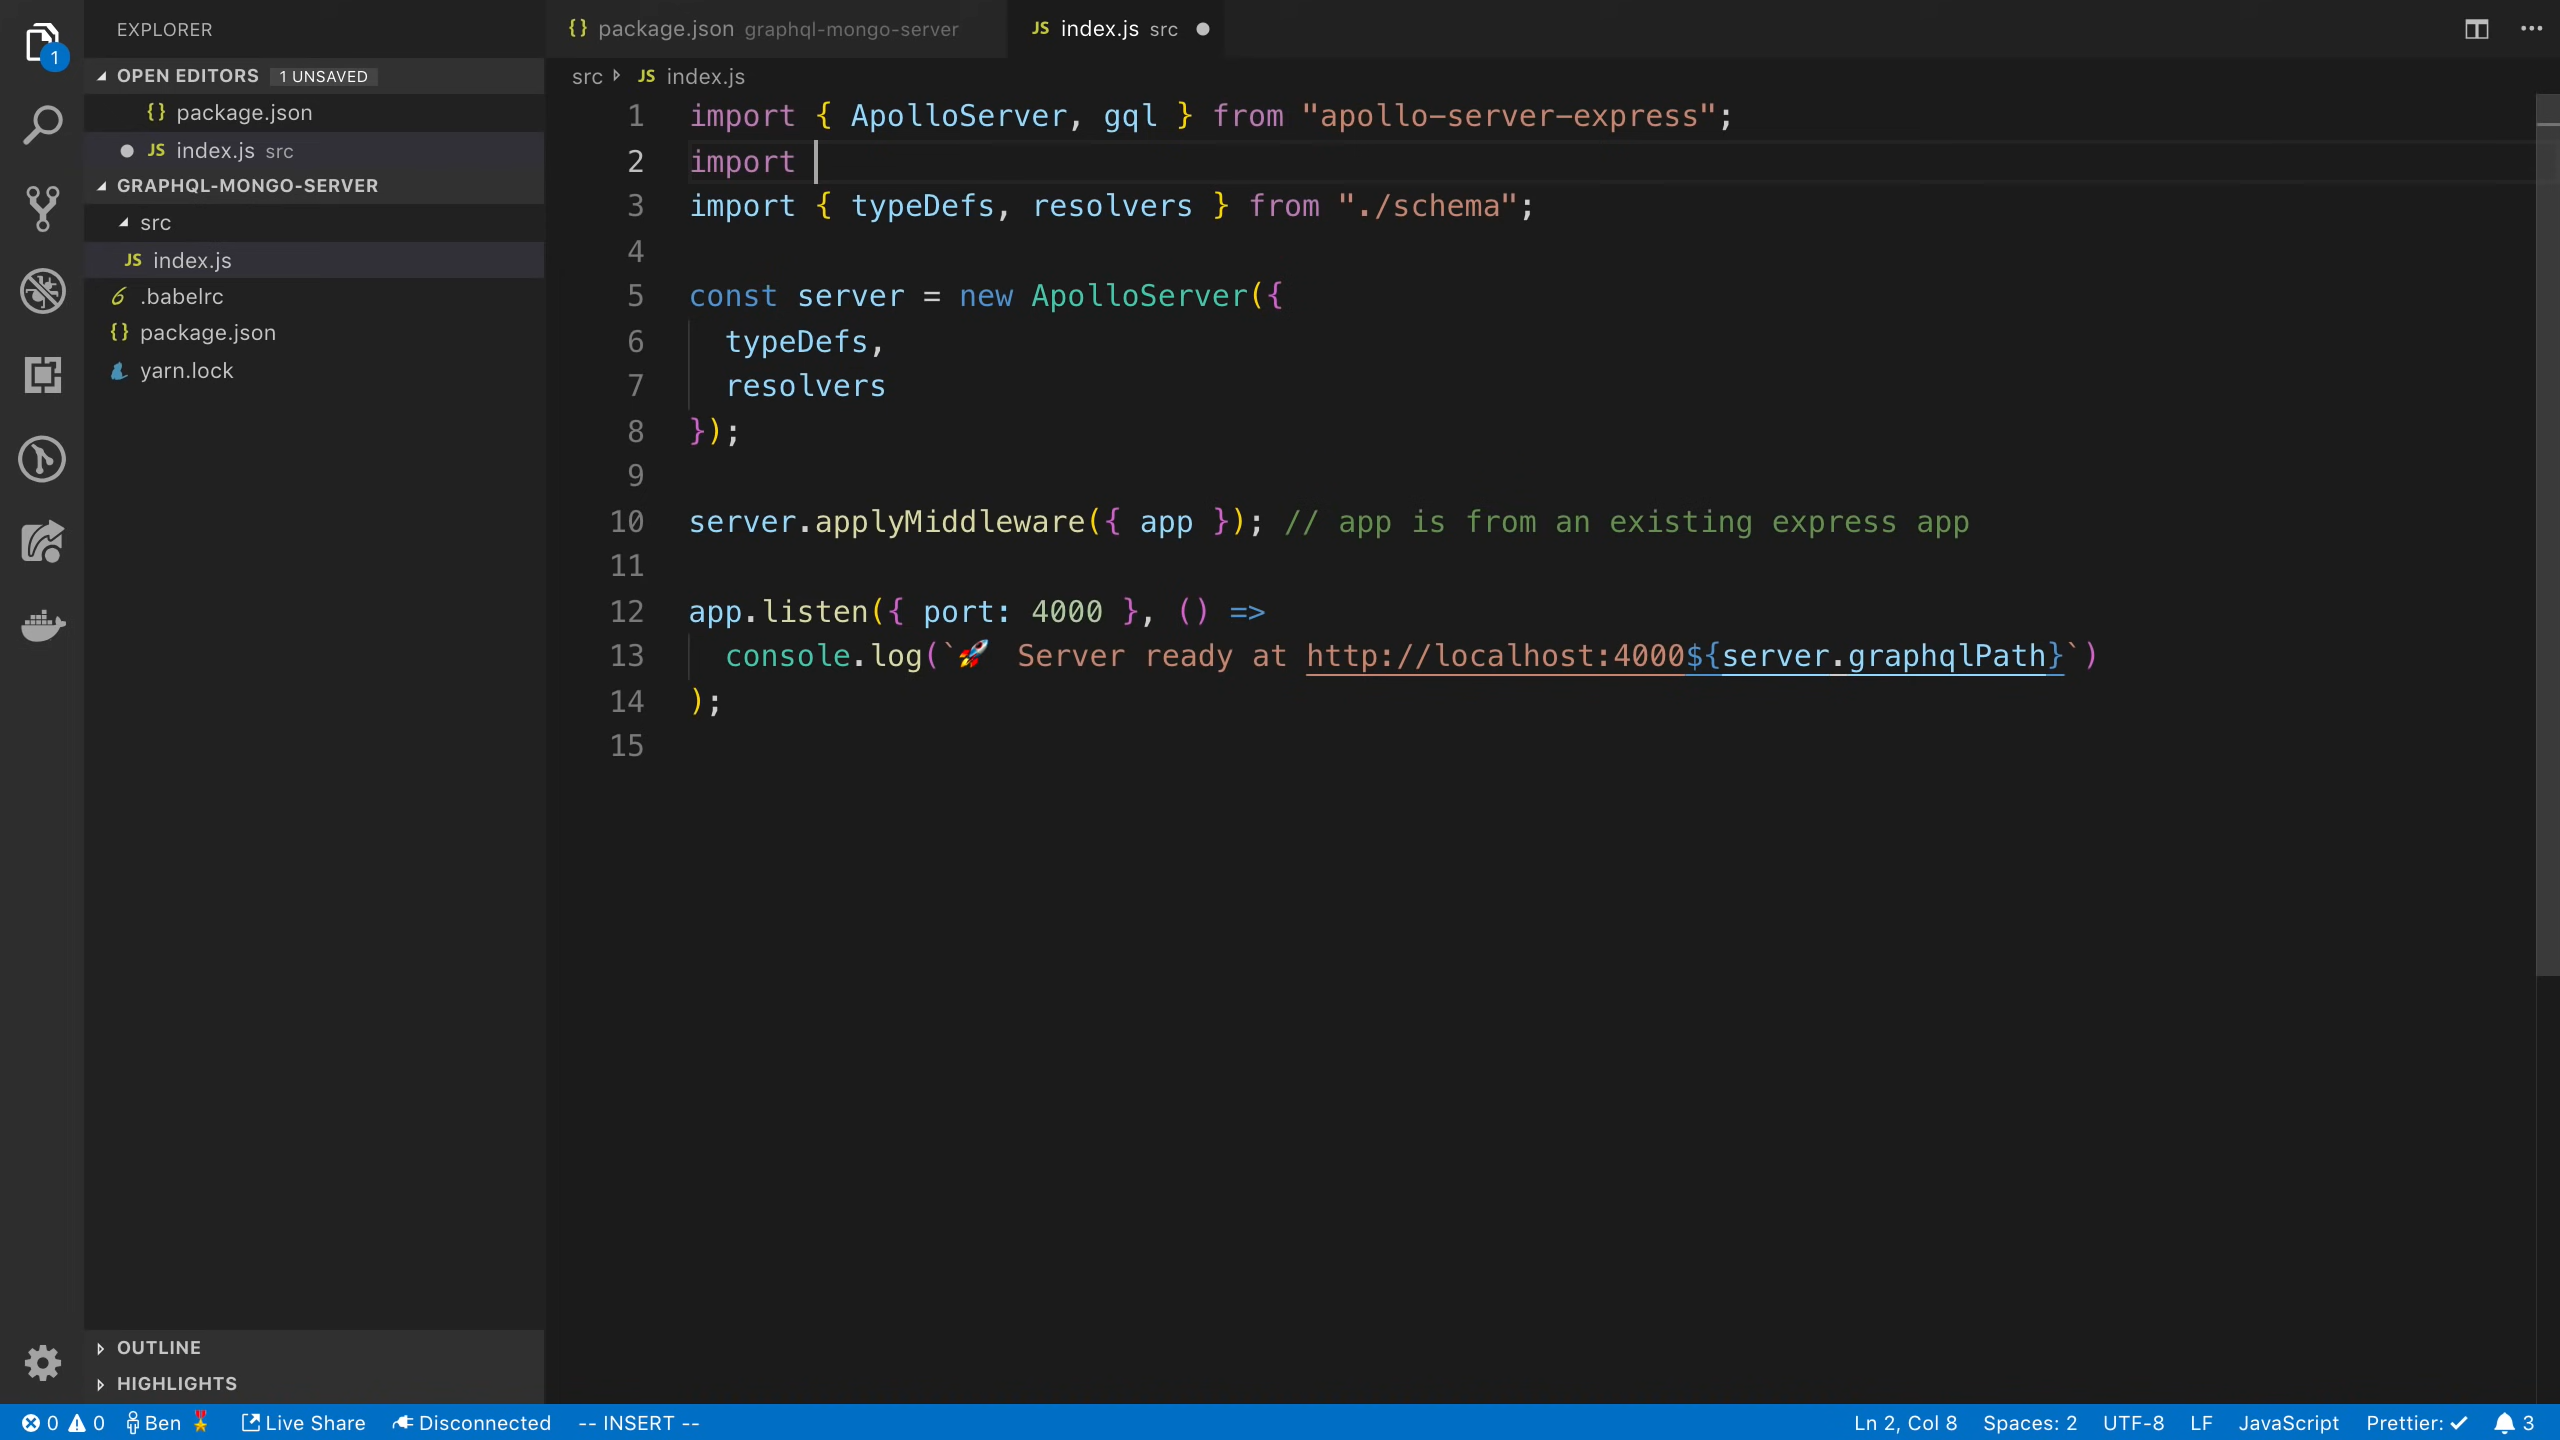 EXPLORER
OPEN EDITORS 1 UNSAVED
{} package.json
JS index.js src
GRAPHQL-MONGO-SERVER
src
JS index.js
.babelrc
{} package.json
yarn.lock
OUTLINE
HIGHLIGHTS
1
{} package.json graphql-mongo-server
JS index.js src
src JS index.js
1 import { ApolloServer, gql } from "apollo-server-express";
2 import
3 import { typeDefs, resolvers } from "./schema";
4
5 const server = new ApolloServer({
6   typeDefs,
7   resolvers
8 });
9
10 server.applyMiddleware({ app }); // app is from an existing express app
11
12 app.listen({ port: 4000 }, () =>
13   console.log(`🚀 Server ready at http://localhost:4000${server.graphqlPath}`)
14 );
15
0 0 Ben 🎖 Live Share Disconnected -- INSERT -- Ln 2, Col 8 Spaces: 2 UTF-8 LF JavaScript Prettier: ✓ 3